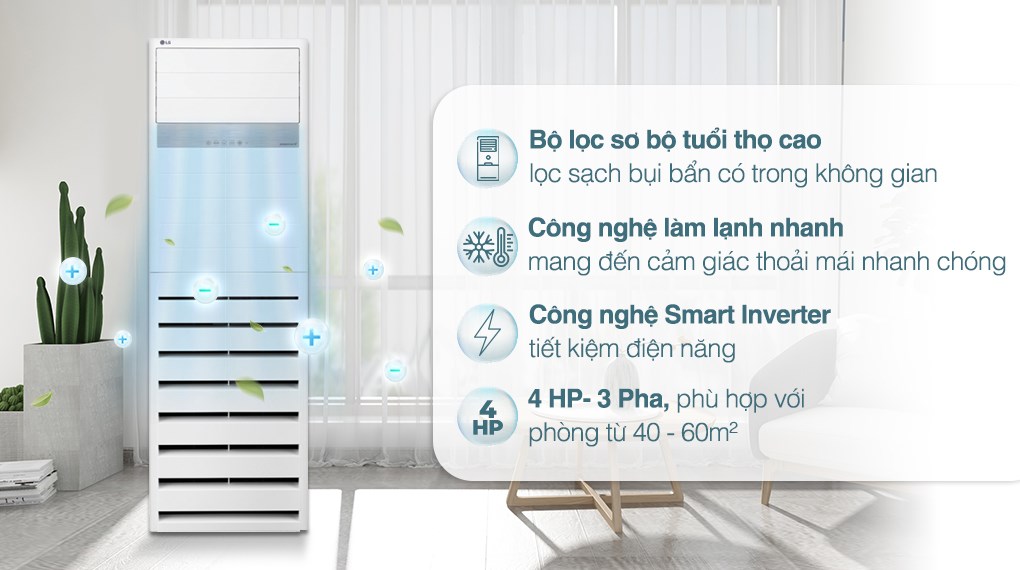 LG
Bộ lọc sơ bộ tuổi thọ cao
lọc sạch bụi bẩn có trong không gian
Công nghệ làm lạnh nhanh
mang đến cảm giác thoải mái nhanh chóng
Công nghệ Smart Inverter
tiết kiệm điện năng
4
HP
4 HP- 3 Pha, phù hợp với
phòng từ 40 - 60m²